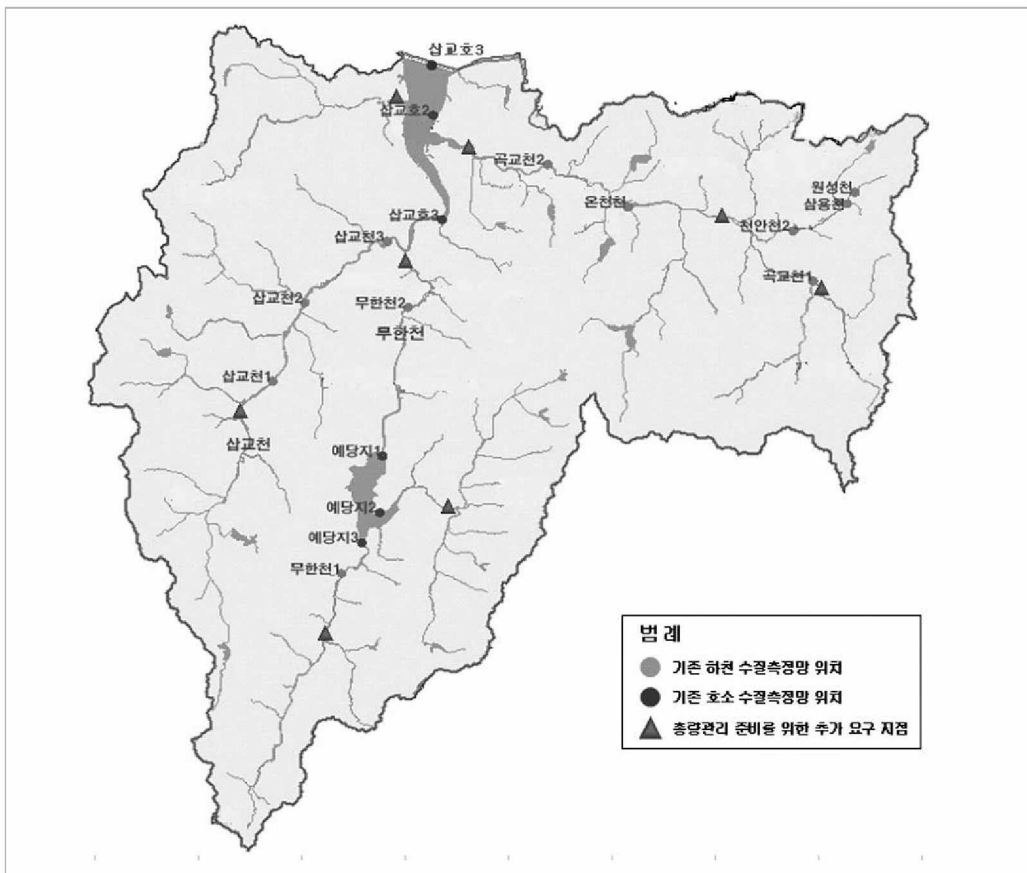 삽교호3
삽교호2
곡교천2
원성천
삼용천
온천천
삽교호3
천안천2
삽교천3
곡교천1
삽교천2
무한천2
무한천
삽교천1
삽교천
예당지1
예당지2
예당지3
무한천1
범 례
기존 하천 수질측정망 위치
기존 호소 수질측정망 위치
총량관리 준비를 위한 추가 요구 지점